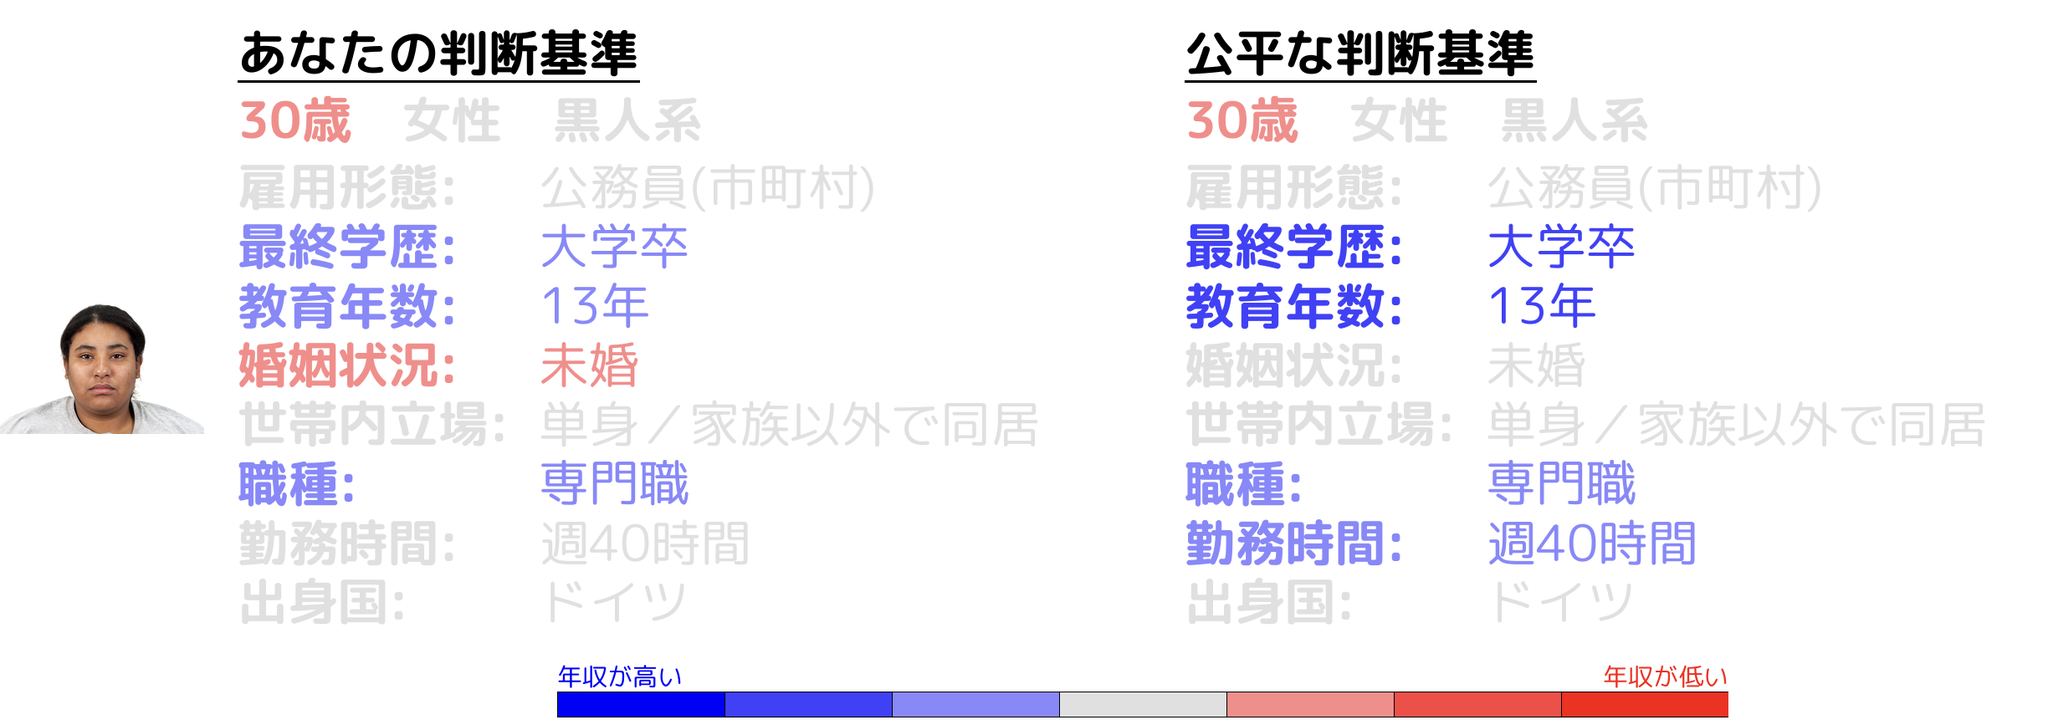 あなたの判断基準
30歳 女性 黒人系
雇用形態: 公務員(市町村)
最終学歴: 大学卒
教育年数: 13年
婚姻状況: 未婚
世帯内立場: 単身／家族以外で同居
職種: 専門職
勤務時間: 週40時間
出身国: ドイツ
公平な判断基準
30歳 女性 黒人系
雇用形態: 公務員(市町村)
最終学歴: 大学卒
教育年数: 13年
婚姻状況: 未婚
世帯内立場: 単身／家族以外で同居
職種: 専門職
勤務時間: 週40時間
出身国: ドイツ
年収が高い 年収が低い